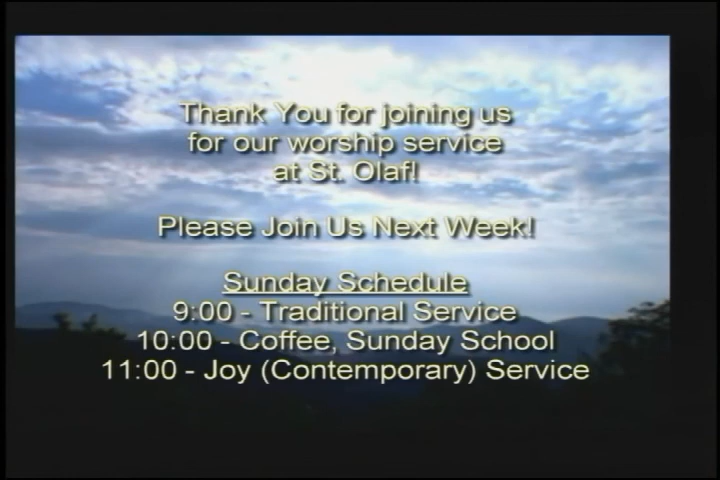 Thank You for joining us
for our worship service
at St. Olaf!
Please Join Us Next Week!
Sunday Schedule
9:00 - Traditional Service
10:00 - Coffee, Sunday School
11:00 - Joy (Contemporary) Service